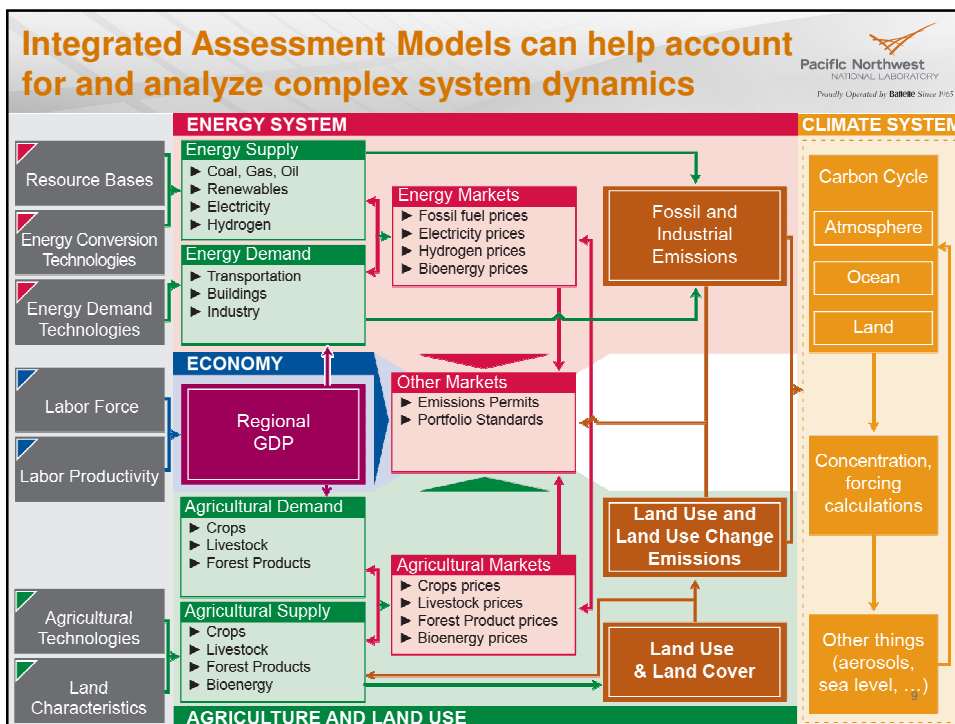 Integrated Assessment Models can help account
for and analyze complex system dynamics
Pacific Northwest
NATIONAL LABORATORY
Proudly Operated by Battelle Since 1965
ENERGY SYSTEM
CLIMATE SYSTEM
Resource Bases
Energy Conversion
Technologies
Energy Demand
Technologies
Energy Supply
► Coal, Gas, Oil
► Renewables
► Electricity
► Hydrogen
Energy Demand
► Transportation
► Buildings
► Industry
Energy Markets
► Fossil fuel prices
► Electricity prices
► Hydrogen prices
► Bioenergy prices
Fossil and
Industrial
Emissions
Carbon Cycle
Atmosphere
Ocean
Land
ECONOMY
Labor Force
Labor Productivity
Regional
GDP
Other Markets
► Emissions Permits
► Portfolio Standards
Concentration,
forcing
calculations
Agricultural Demand
► Crops
► Livestock
► Forest Products
Land Use and
Land Use Change
Emissions
Agricultural Markets
► Crops prices
► Livestock prices
► Forest Product prices
► Bioenergy prices
Agricultural
Technologies
Land
Characteristics
Agricultural Supply
► Crops
► Livestock
► Forest Products
► Bioenergy
Land Use
& Land Cover
Other things
(aerosols,
sea level, …)
9
AGRICULTURE AND LAND USE